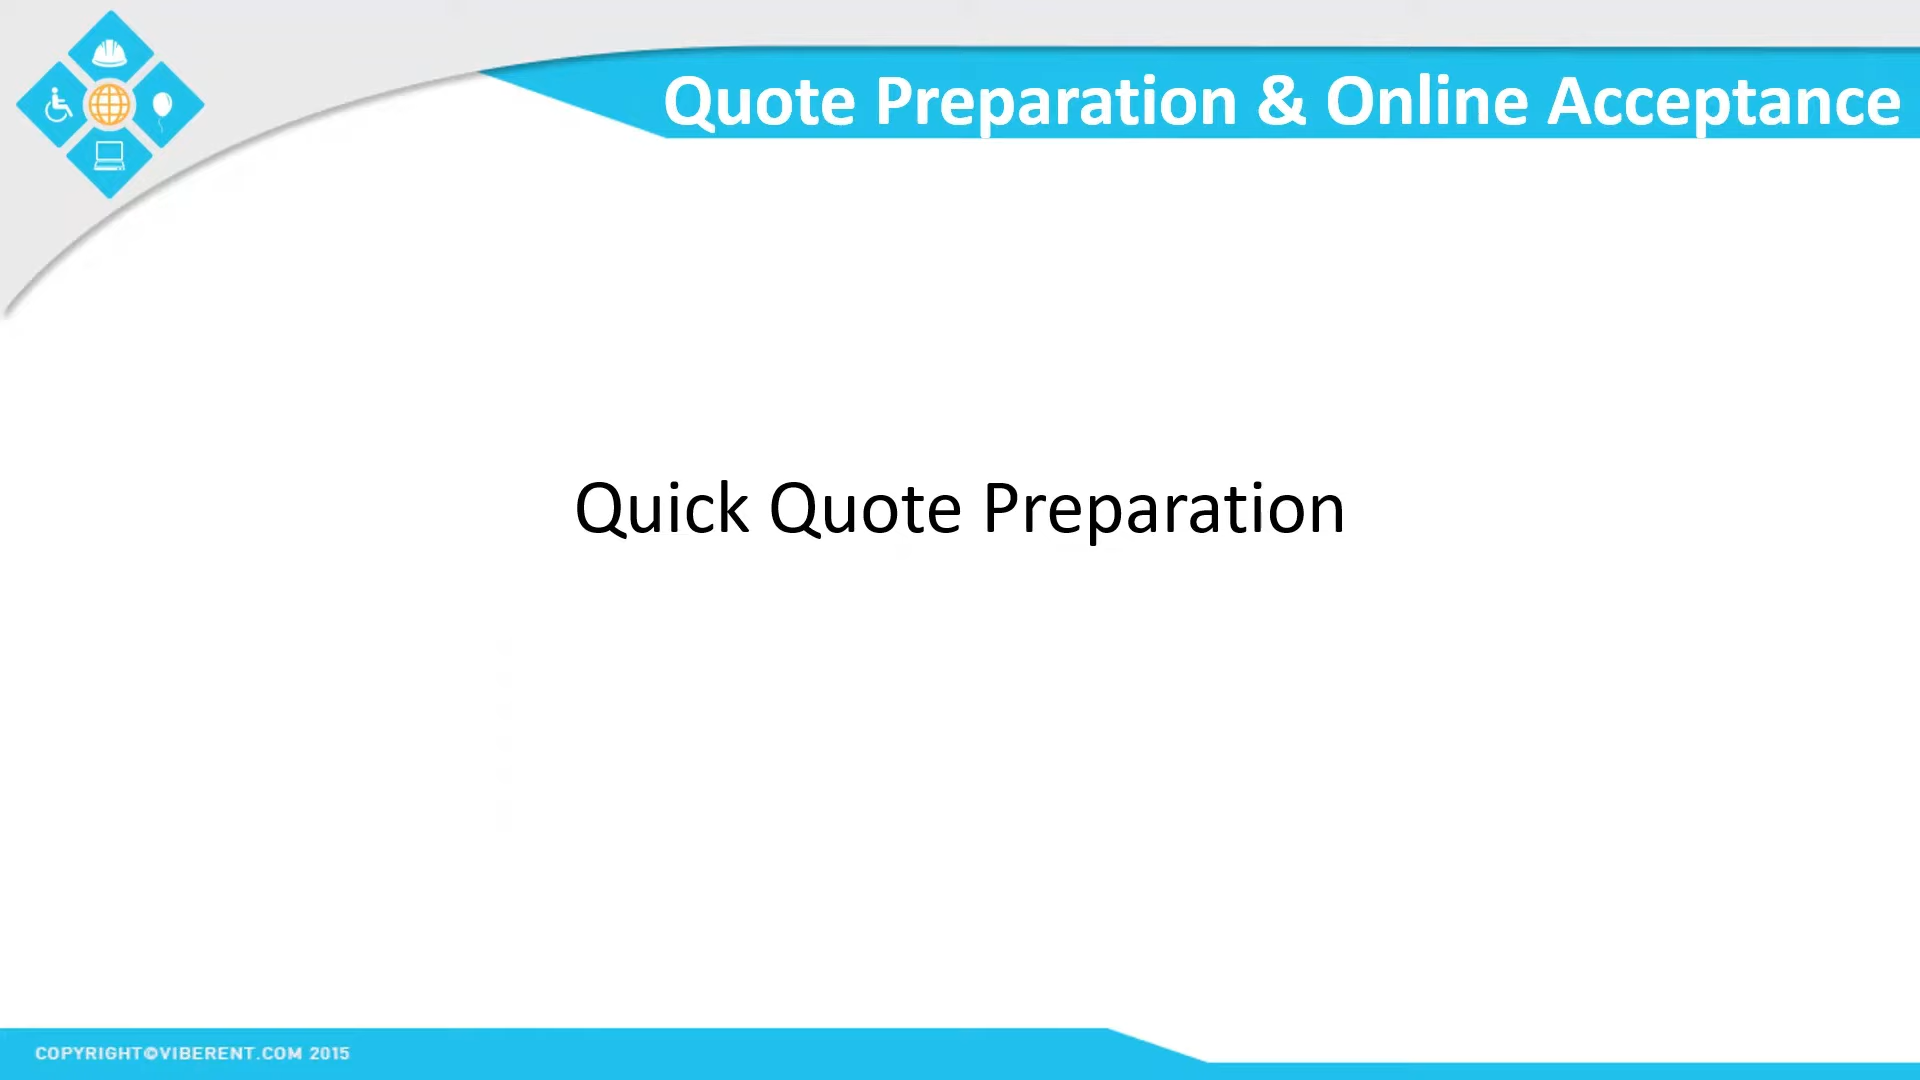 Quote Preparation & Online Acceptance
Quick Quote Preparation
COPYRIGHT©VIBERENT.COM 2015